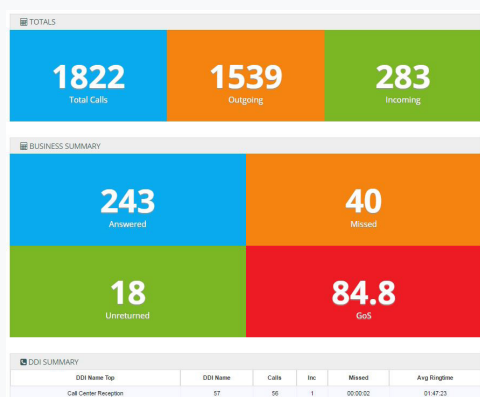 TOTALS
1822 1539 283
Total Calls Outgoing Incoming
BUSINESS SUMMARY
243 40
Answered Missed
18 84.8
Unreturned GoS
DDI SUMMARY
DDI Name Top DDI Name Calls Inc Missed Avg Ringtime
Call Center Reception 57 56 1 00:00:02 01:47:23